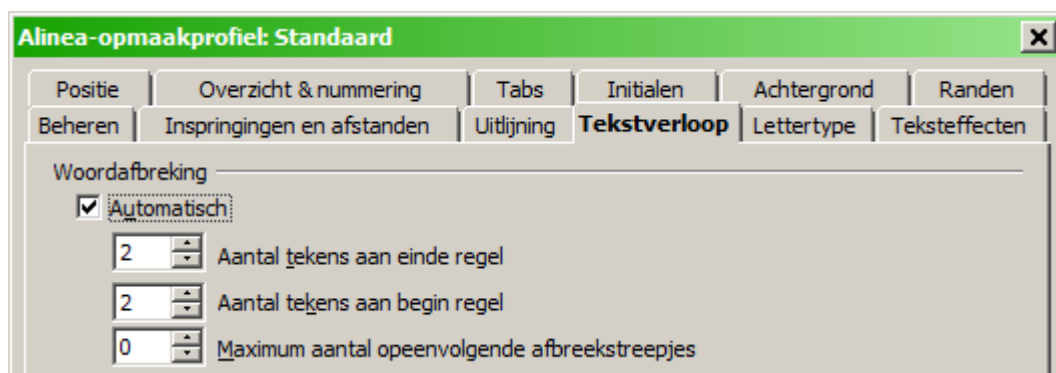 Alinea-opmaakprofiel: Standaard
Positie Overzicht & nummering Tabs Initialen Achtergrond Randen
Beheren Inspringingen en afstanden Uitlijning Tekstverloop Lettertype Teksteffecten
Woordafbreking
Automatisch
2 Aantal tekens aan einde regel
2 Aantal tekens aan begin regel
0 Maximum aantal opeenvolgende afbreekstreepjes